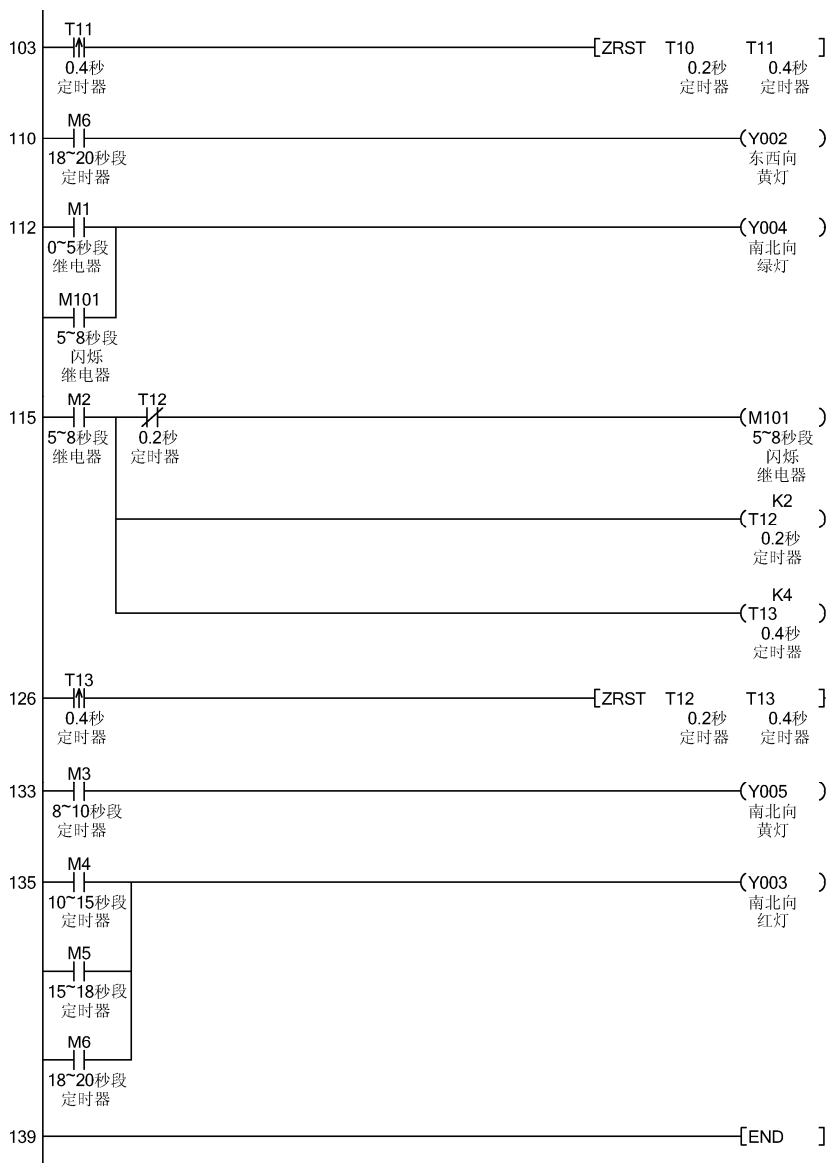 T11
103 [ZRST T10 T11 ]
0.4秒 0.2秒 0.4秒
定时器 定时器 定时器
M6
110 (Y002 )
18~20秒段 东西向
定时器 黄灯
M1
112 (Y004 )
0~5秒段 南北向
继电器 绿灯
M101
5~8秒段
闪烁
继电器
M2 T12
115 (M101 )
5~8秒段 0.2秒 5~8秒段
继电器 定时器 闪烁
继电器
K2
(T12 )
0.2秒
定时器
K4
(T13 )
0.4秒
定时器
T13
126 [ZRST T12 T13 ]
0.4秒 0.2秒 0.4秒
定时器 定时器 定时器
M3
133 (Y005 )
8~10秒段 南北向
定时器 黄灯
M4
135 (Y003 )
10~15秒段 南北向
定时器 红灯
M5
15~18秒段
定时器
M6
18~20秒段
定时器
139 [END ]